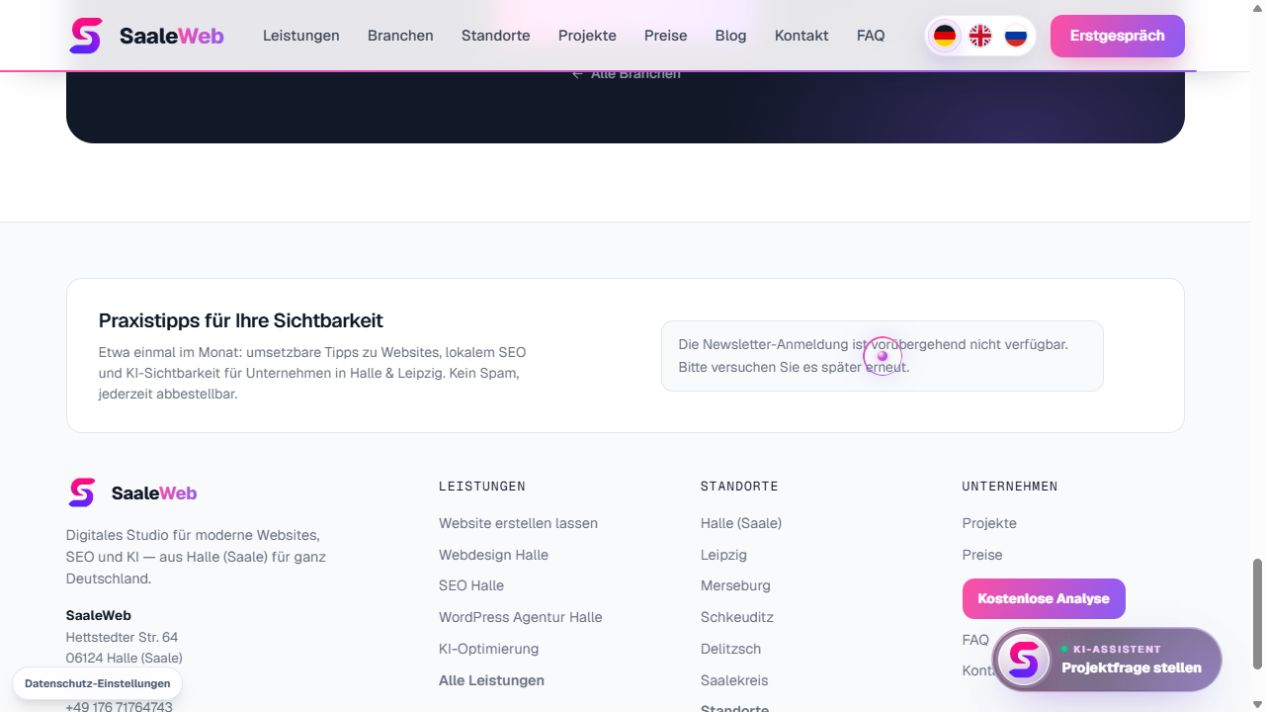 SaaleWeb
Leistungen
Branchen
Standorte
Projekte
Preise
Blog
Kontakt
FAQ
Erstgespräch
← Alle Branchen
Praxistipps für Ihre Sichtbarkeit
Etwa einmal im Monat: umsetzbare Tipps zu Websites, lokalem SEO
und KI-Sichtbarkeit für Unternehmen in Halle & Leipzig. Kein Spam,
jederzeit abbestellbar.
Die Newsletter-Anmeldung ist vorübergehend nicht verfügbar.
Bitte versuchen Sie es später erneut.
SaaleWeb
Digitales Studio für moderne Websites,
SEO und KI — aus Halle (Saale) für ganz
Deutschland.
SaaleWeb
Hettstedter Str. 64
06124 Halle (Saale)
+49 176 71764743
Datenschutz-Einstellungen
LEISTUNGEN
Website erstellen lassen
Webdesign Halle
SEO Halle
WordPress Agentur Halle
KI-Optimierung
Alle Leistungen
STANDORTE
Halle (Saale)
Leipzig
Merseburg
Schkeuditz
Delitzsch
Saalekreis
Standorte
UNTERNEHMEN
Projekte
Preise
Kostenlose Analyse
FAQ
KI-ASSISTENT
Projektfrage stellen